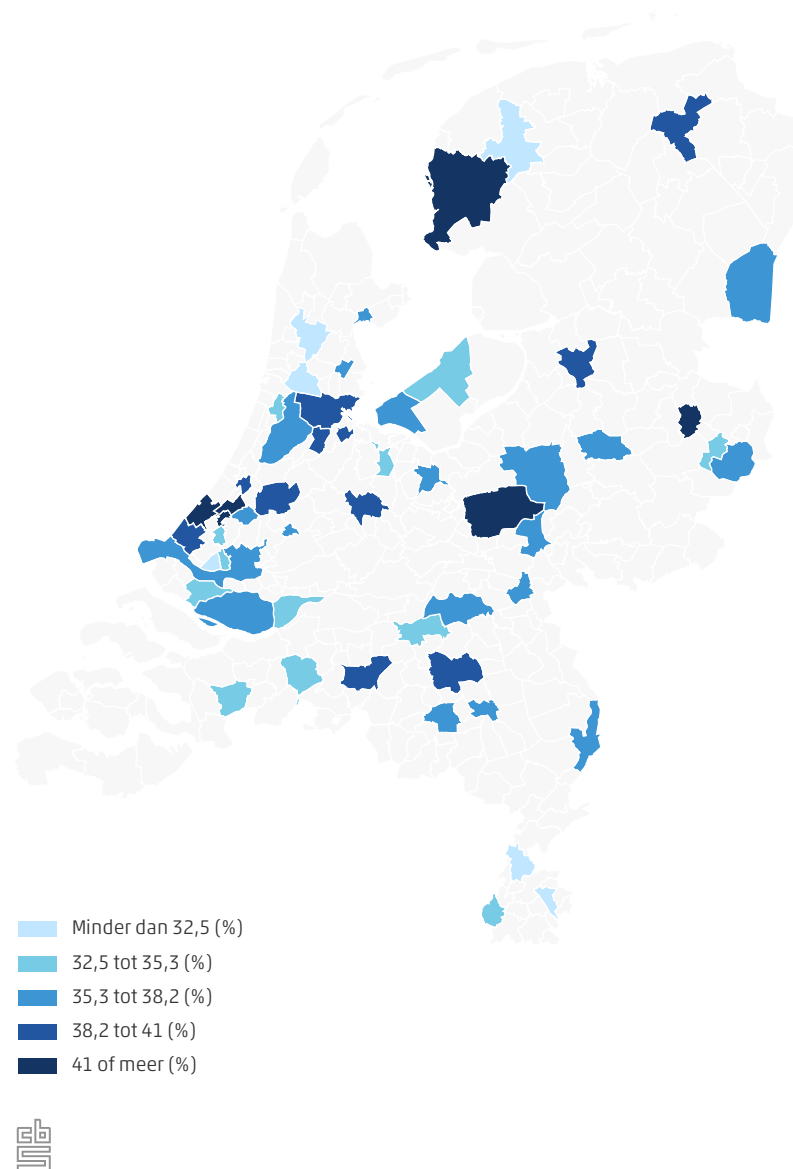 Minder dan 32,5 (%)
32,5 tot 35,3 (%)
35,3 tot 38,2 (%)
38,2 tot 41 (%)
41 of meer (%)
cbs